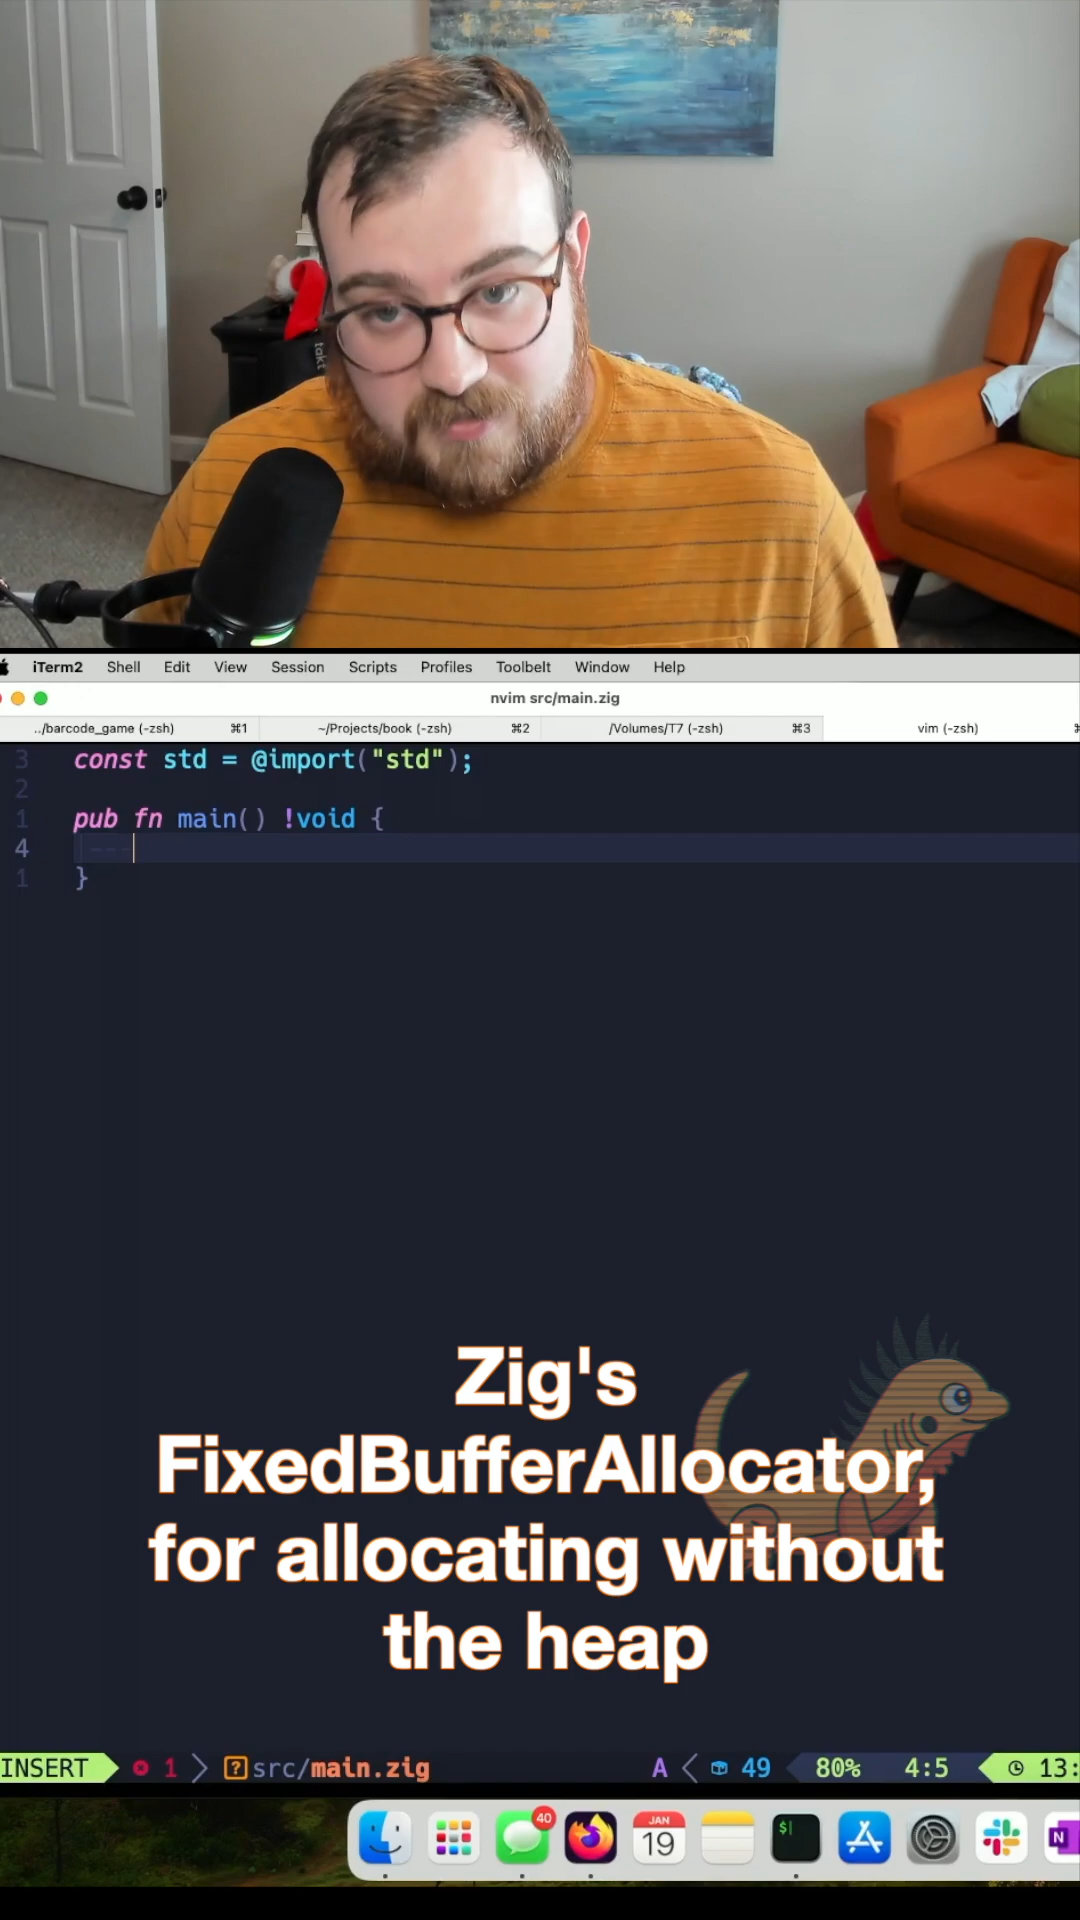 takt
iTerm2 Shell Edit View Session Scripts Profiles Toolbelt Window Help
nvim src/main.zig
../barcode_game (-zsh) ⌘1 ~/Projects/book (-zsh) ⌘2 /Volumes/T7 (-zsh) ⌘3 vim (-zsh)
3 const std = @import("std");
2
1 pub fn main() !void {
4
1 }
Zig's
FixedBufferAllocator,
for allocating without
the heap
INSERT 1 src/main.zig A 49 80% 4:5 13:
40
JAN
19
$
N